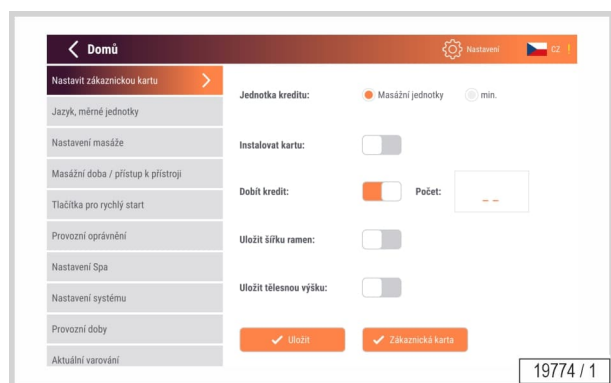 Domů
Nastavení
CZ
!
Nastavit zákaznickou kartu
Jazyk, měrné jednotky
Nastavení masáže
Masážní doba / přístup k přístroji
Tlačítka pro rychlý start
Provozní oprávnění
Nastavení Spa
Nastavení systému
Provozní doby
Aktuální varování
Jednotka kreditu:
Masážní jednotky
min.
Instalovat kartu:
Dobít kredit:
Počet:
_ _
Uložit šířku ramen:
Uložit tělesnou výšku:
Uložit
Zákaznická karta
19774 / 1